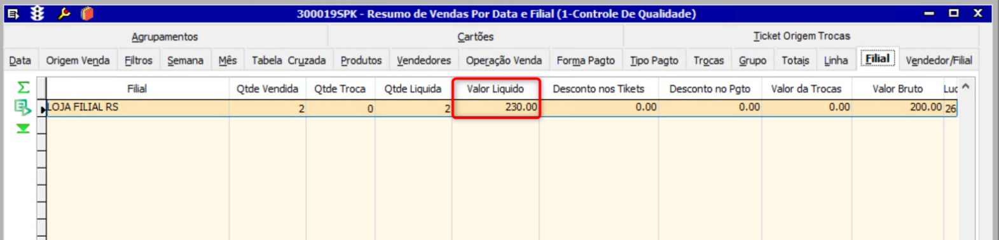 300019SPK - Resumo de Vendas Por Data e Filial (1-Controle De Qualidade)
Agrupamentos Cartões Ticket Origem Trocas
Data Origem Venda Filtros Semana Mês Tabela Cruzada Produtos Vendedores Operação Venda Forma Pagto Tipo Pagto Trocas Grupo Totais Linha Filial Vendedor/Filial
Filial Qtde Vendida Qtde Troca Qtde Liquida Valor Liquido Desconto nos Tikets Desconto no Pgto Valor da Trocas Valor Bruto Luc
LOJA FILIAL RS 2 0 2 230.00 0.00 0.00 0.00 200.00 26